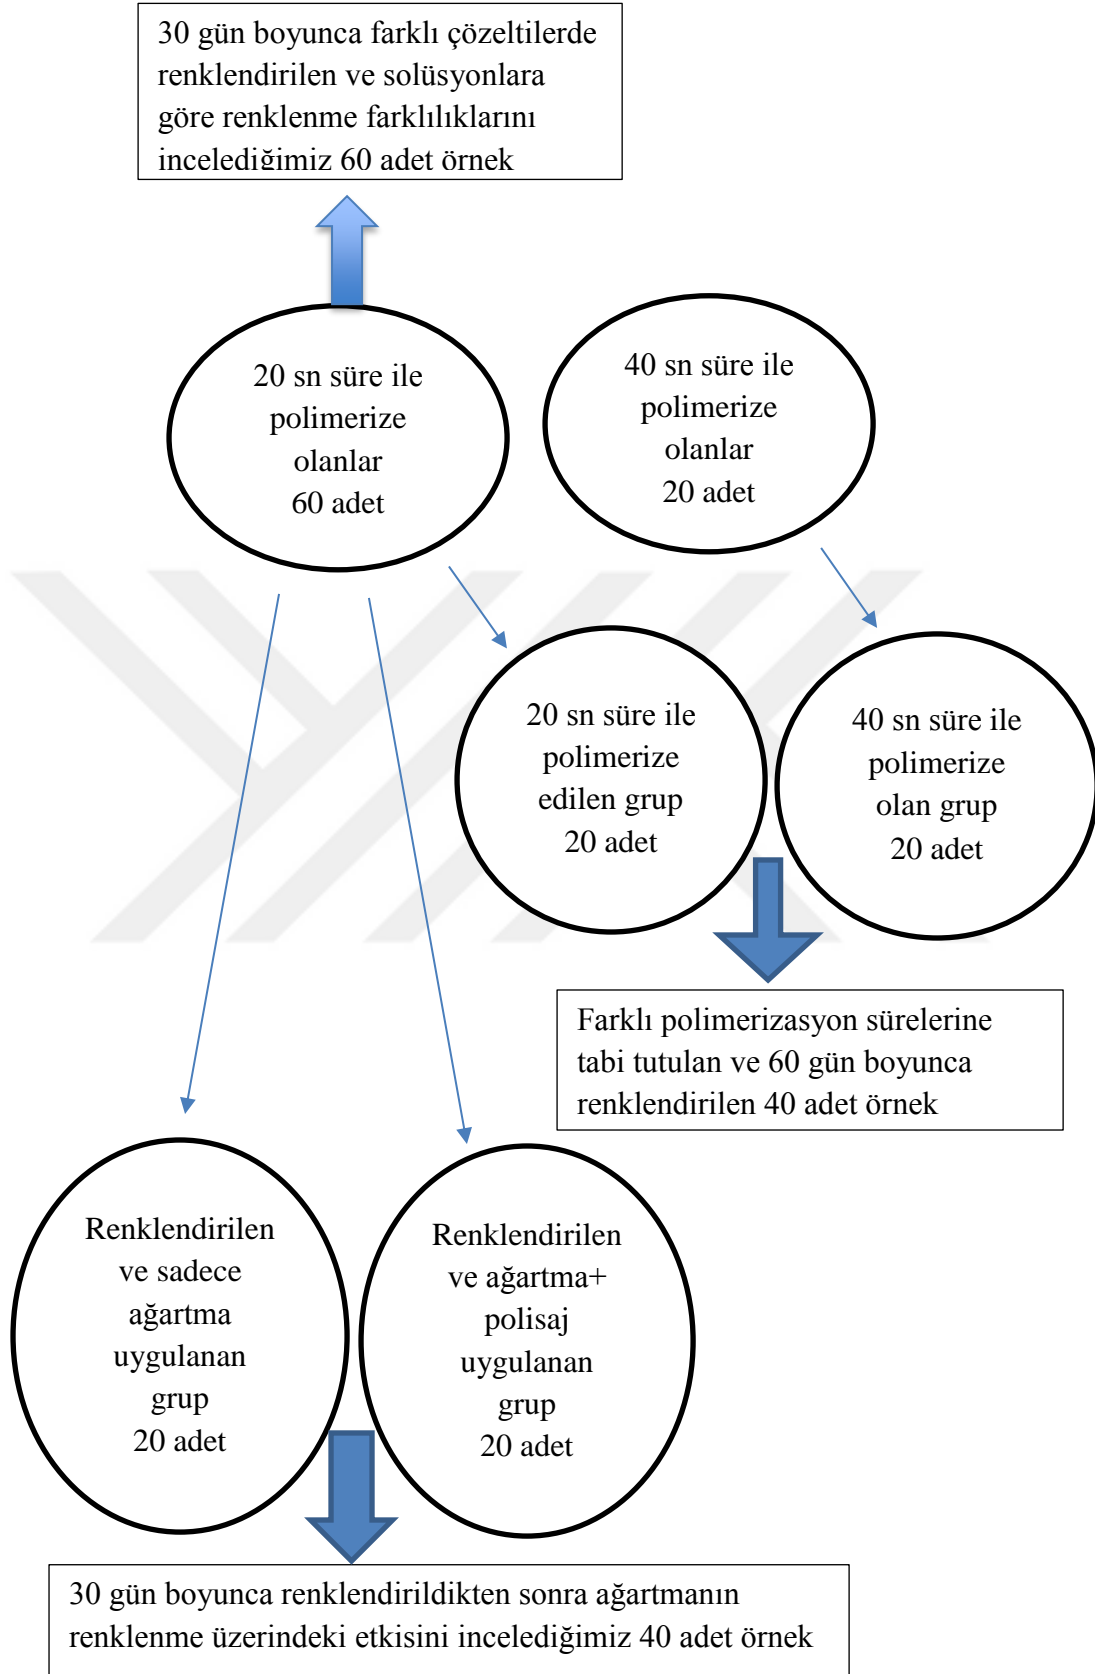 30 gün boyunca farklı çözeltilerde
renklendirilen ve solüsyonlara
göre renklenme farklılıklarını
incelediğimiz 60 adet örnek
20 sn süre ile
polimerize
olanlar
60 adet
40 sn süre ile
polimerize
olanlar
20 adet
20 sn süre ile
polimerize
edilen grup
20 adet
40 sn süre ile
polimerize
olan grup
20 adet
Farklı polimerizasyon sürelerine
tabi tutulan ve 60 gün boyunca
renklendirilen 40 adet örnek
Renklendirilen
ve sadece
ağartma
uygulanan
grup
20 adet
Renklendirilen
ve ağartma+
polisaj
uygulanan
grup
20 adet
30 gün boyunca renklendirildikten sonra ağartmanın
renklenme üzerindeki etkisini incelediğimiz 40 adet örnek